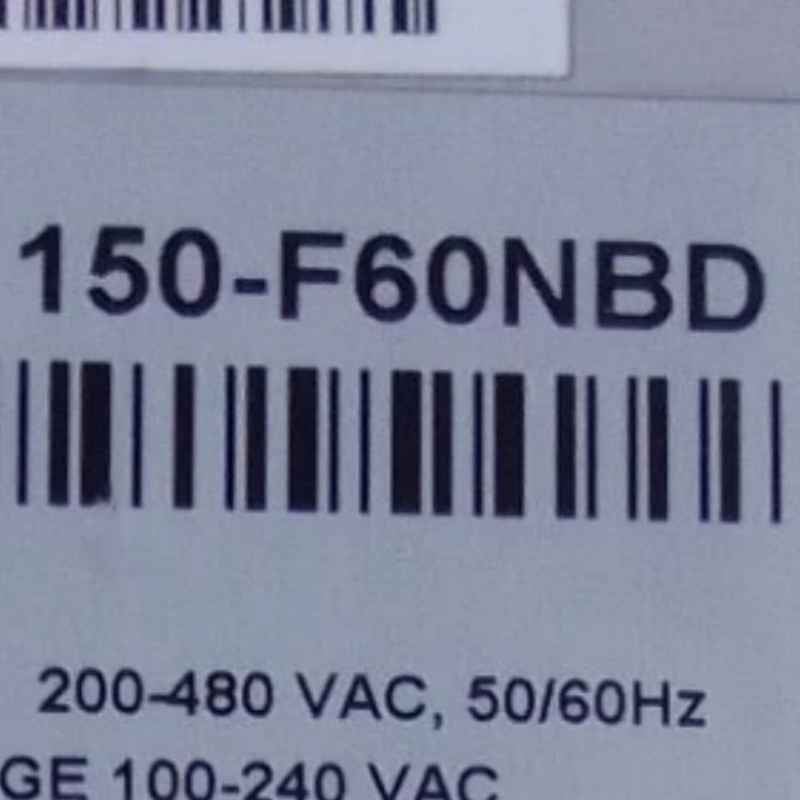 150-F60NBD
200-480 VAC, 50/60Hz
GE 100-240 VAC